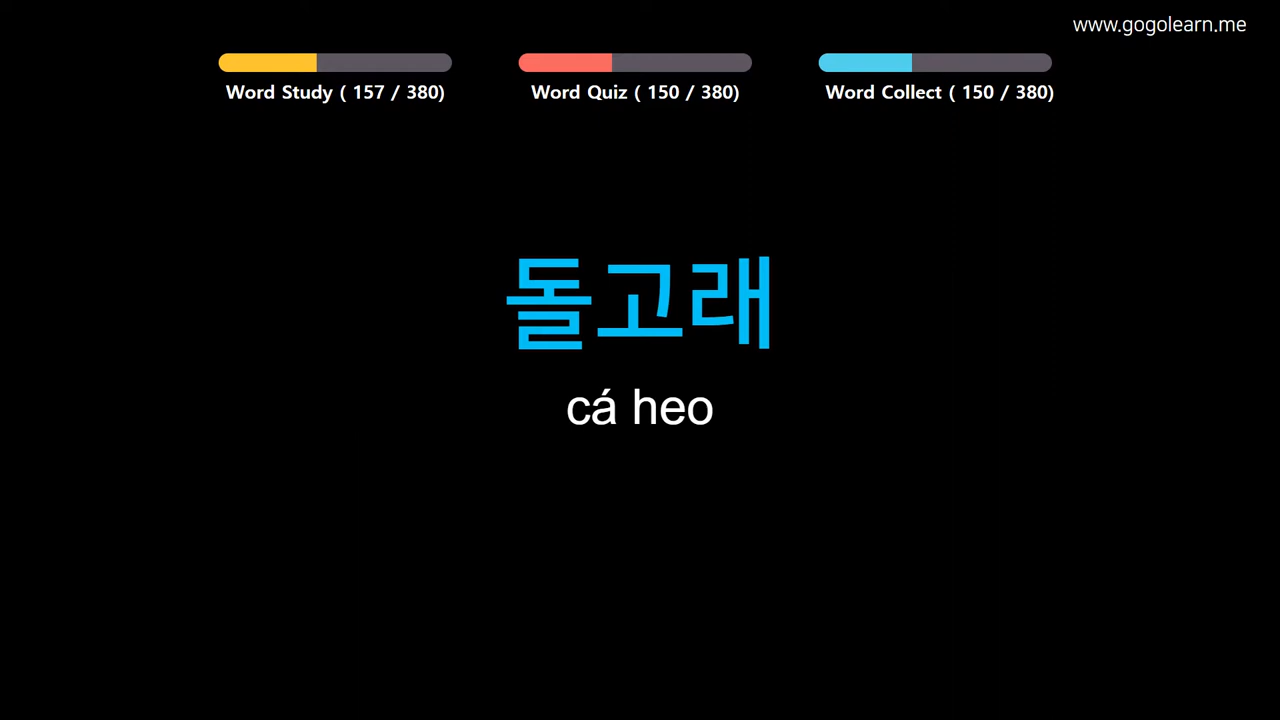 www.gogolearn.me
Word Study ( 157 / 380)
Word Quiz ( 150 / 380)
Word Collect ( 150 / 380)
돌고래
cá heo